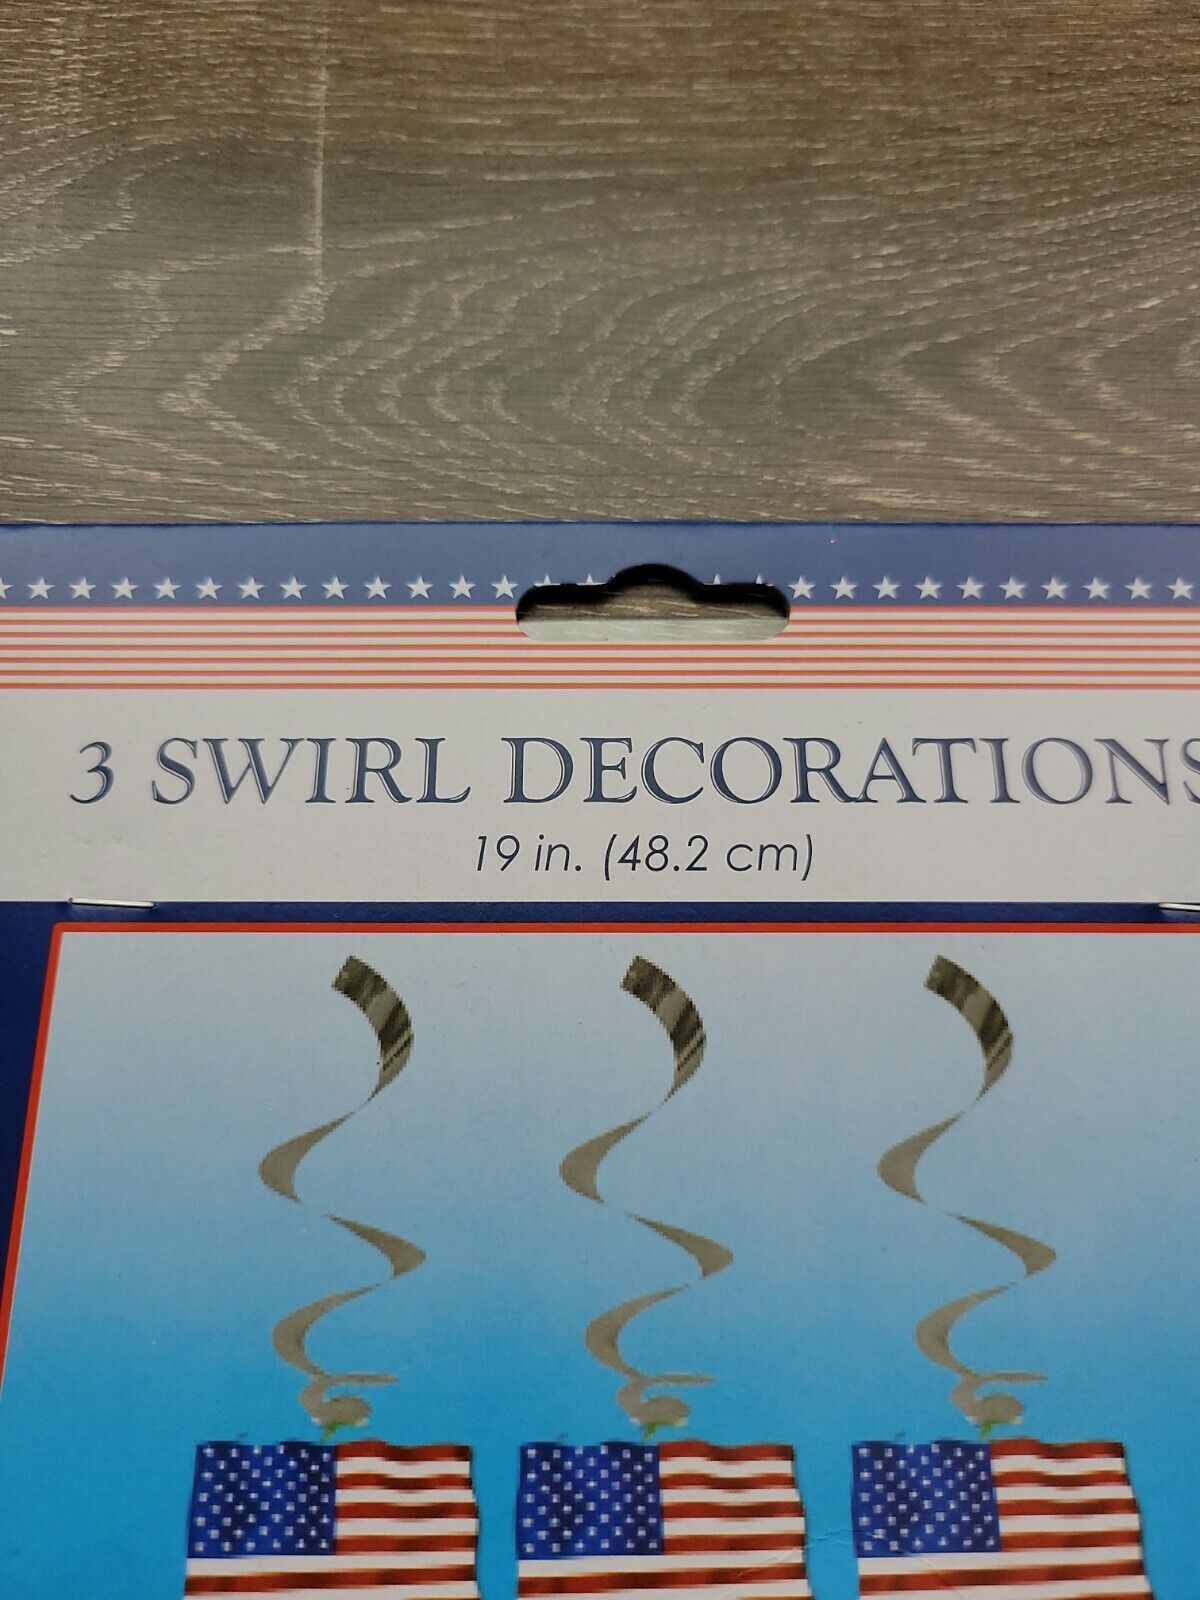 3 SWIRL DECORATIONS
19 in. (48.2 cm)